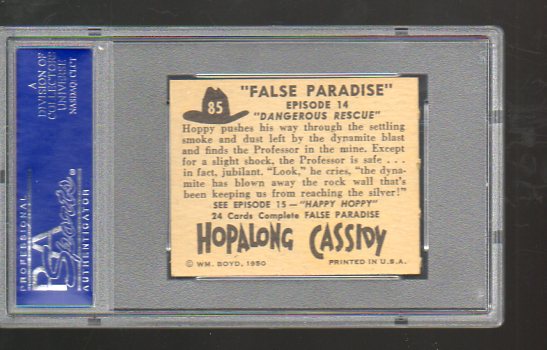 A
DIVISION OF
COLLECTORS
UNIVERSE
NASDAQ: CLCT
PROFESSIONAL
PSA
Sports
AUTHENTICATOR
85
"FALSE PARADISE"
EPISODE 14
"DANGEROUS RESCUE"
Hoppy pushes his way through the settling
smoke and dust left by the dynamite blast
and finds the Professor in the mine. Except
for a slight shock, the Professor is safe . . .
in fact, jubilant. "Look," he cries, "the dyna-
mite has blown away the rock wall that's
been keeping us from reaching the silver!"
SEE EPISODE 15 — "HAPPY HOPPY"
24 Cards Complete FALSE PARADISE
HOPALONG CASSIDY
© WM. BOYD, 1950 PRINTED IN U.S.A.